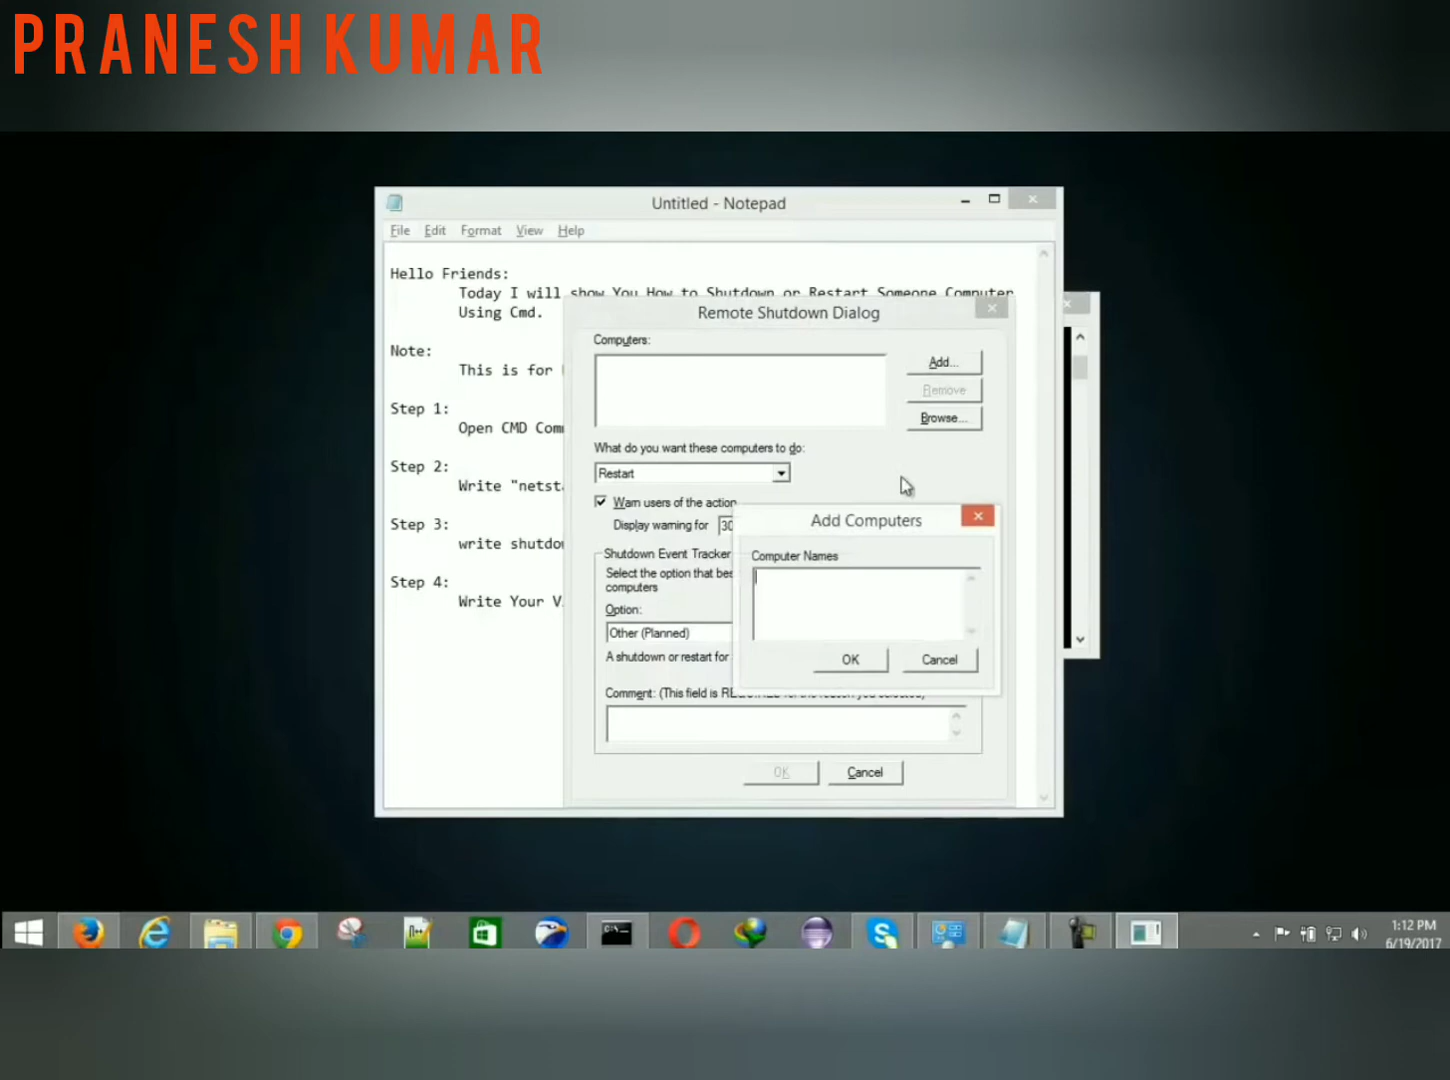 PRANESH KUMAR
Untitled - Notepad
File Edit Format View Help
Hello Friends:
Today I will show You How to Shutdown or Restart Someone Computer
Using Cmd.
Note:
This is for
Step 1:
Open CMD Com
Step 2:
Write "netst
Step 3:
write shutdo
Step 4:
Write Your V
Remote Shutdown Dialog
Computers:
Add...
Remove
Browse...
What do you want these computers to do:
Restart
Warn users of the action
Display warning for 30
Shutdown Event Tracker
Select the option that bes
computers
Option:
Other (Planned)
A shutdown or restart for
Comment: (This field is
OK Cancel
Add Computers
Computer Names
OK Cancel
1:12 PM
6/19/2017